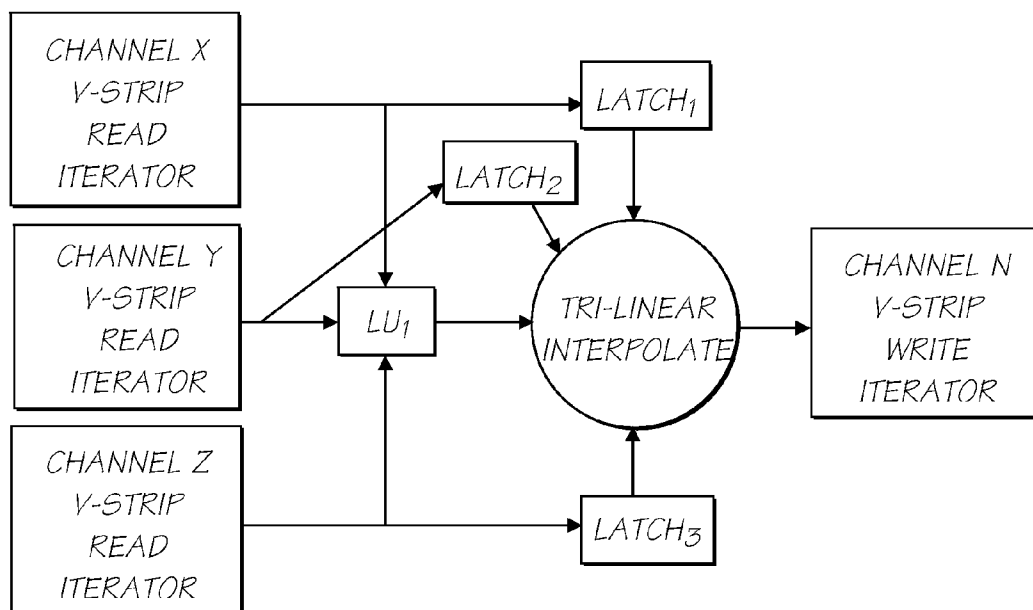 CHANNEL X
V-STRIP
READ
ITERATOR
LATCH₁
LATCH₂
CHANNEL Y
V-STRIP
READ
ITERATOR
LU₁
TRI-LINEAR
INTERPOLATE
CHANNEL N
V-STRIP
WRITE
ITERATOR
CHANNEL Z
V-STRIP
READ
ITERATOR
LATCH₃